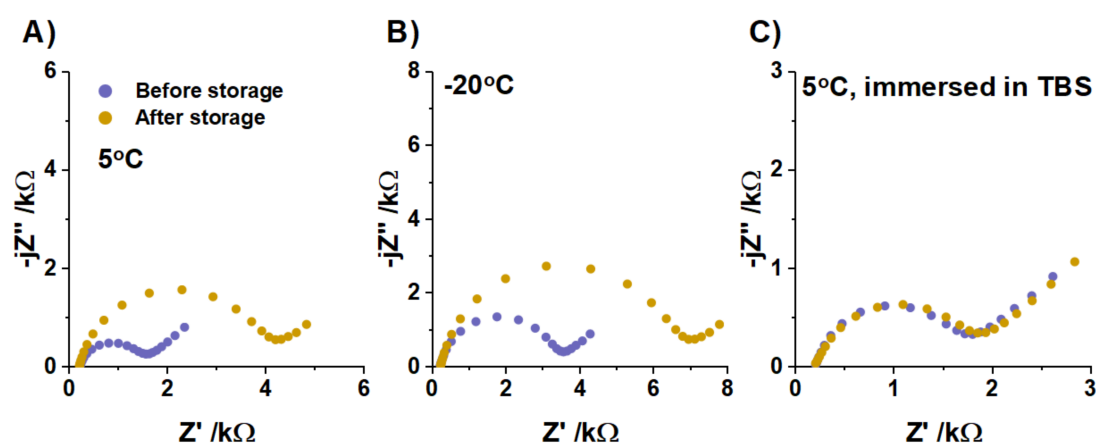 A)
-jZ" /kΩ
6
4
2
0
Before storage
After storage
5°C
0 2 4 6
Z' /kΩ
B)
-jZ" /kΩ
8
6
4
2
0
-20°C
0 2 4 6 8
Z' /kΩ
C)
-jZ" /kΩ
3
2
1
0
5°C, immersed in TBS
0 1 2 3
Z' /kΩ